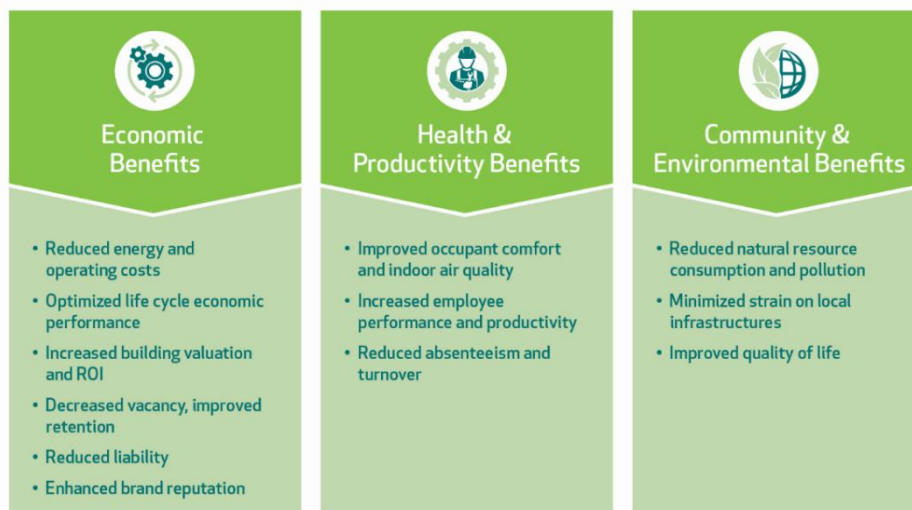 Economic
Benefits
• Reduced energy and
operating costs
• Optimized life cycle economic
performance
• Increased building valuation
and ROI
• Decreased vacancy, improved
retention
• Reduced liability
• Enhanced brand reputation
Health &
Productivity Benefits
• Improved occupant comfort
and indoor air quality
• Increased employee
performance and productivity
• Reduced absenteeism and
turnover
Community &
Environmental Benefits
• Reduced natural resource
consumption and pollution
• Minimized strain on local
infrastructures
• Improved quality of life